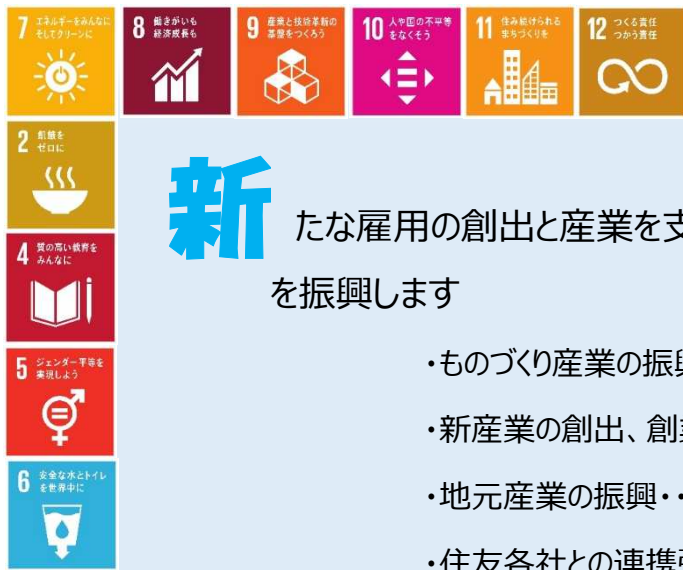 7 エネルギーをみんなに
そしてクリーンに
8 働きがいも
経済成長も
9 産業と技術革新の
基盤をつくろう
10 人や国の不平等
をなくそう
11 住み続けられる
まちづくりを
12 つくる責任
つかう責任
2 飢餓を
ゼロに
4 質の高い教育を
みんなに
5 ジェンダー平等を
実現しよう
6 安全な水とトイレ
を世界中に
新たな雇用の創出と産業を支
を振興します
・ものづくり産業の振興
・新産業の創出、創業
・地元産業の振興・・
・住友各社との連携強